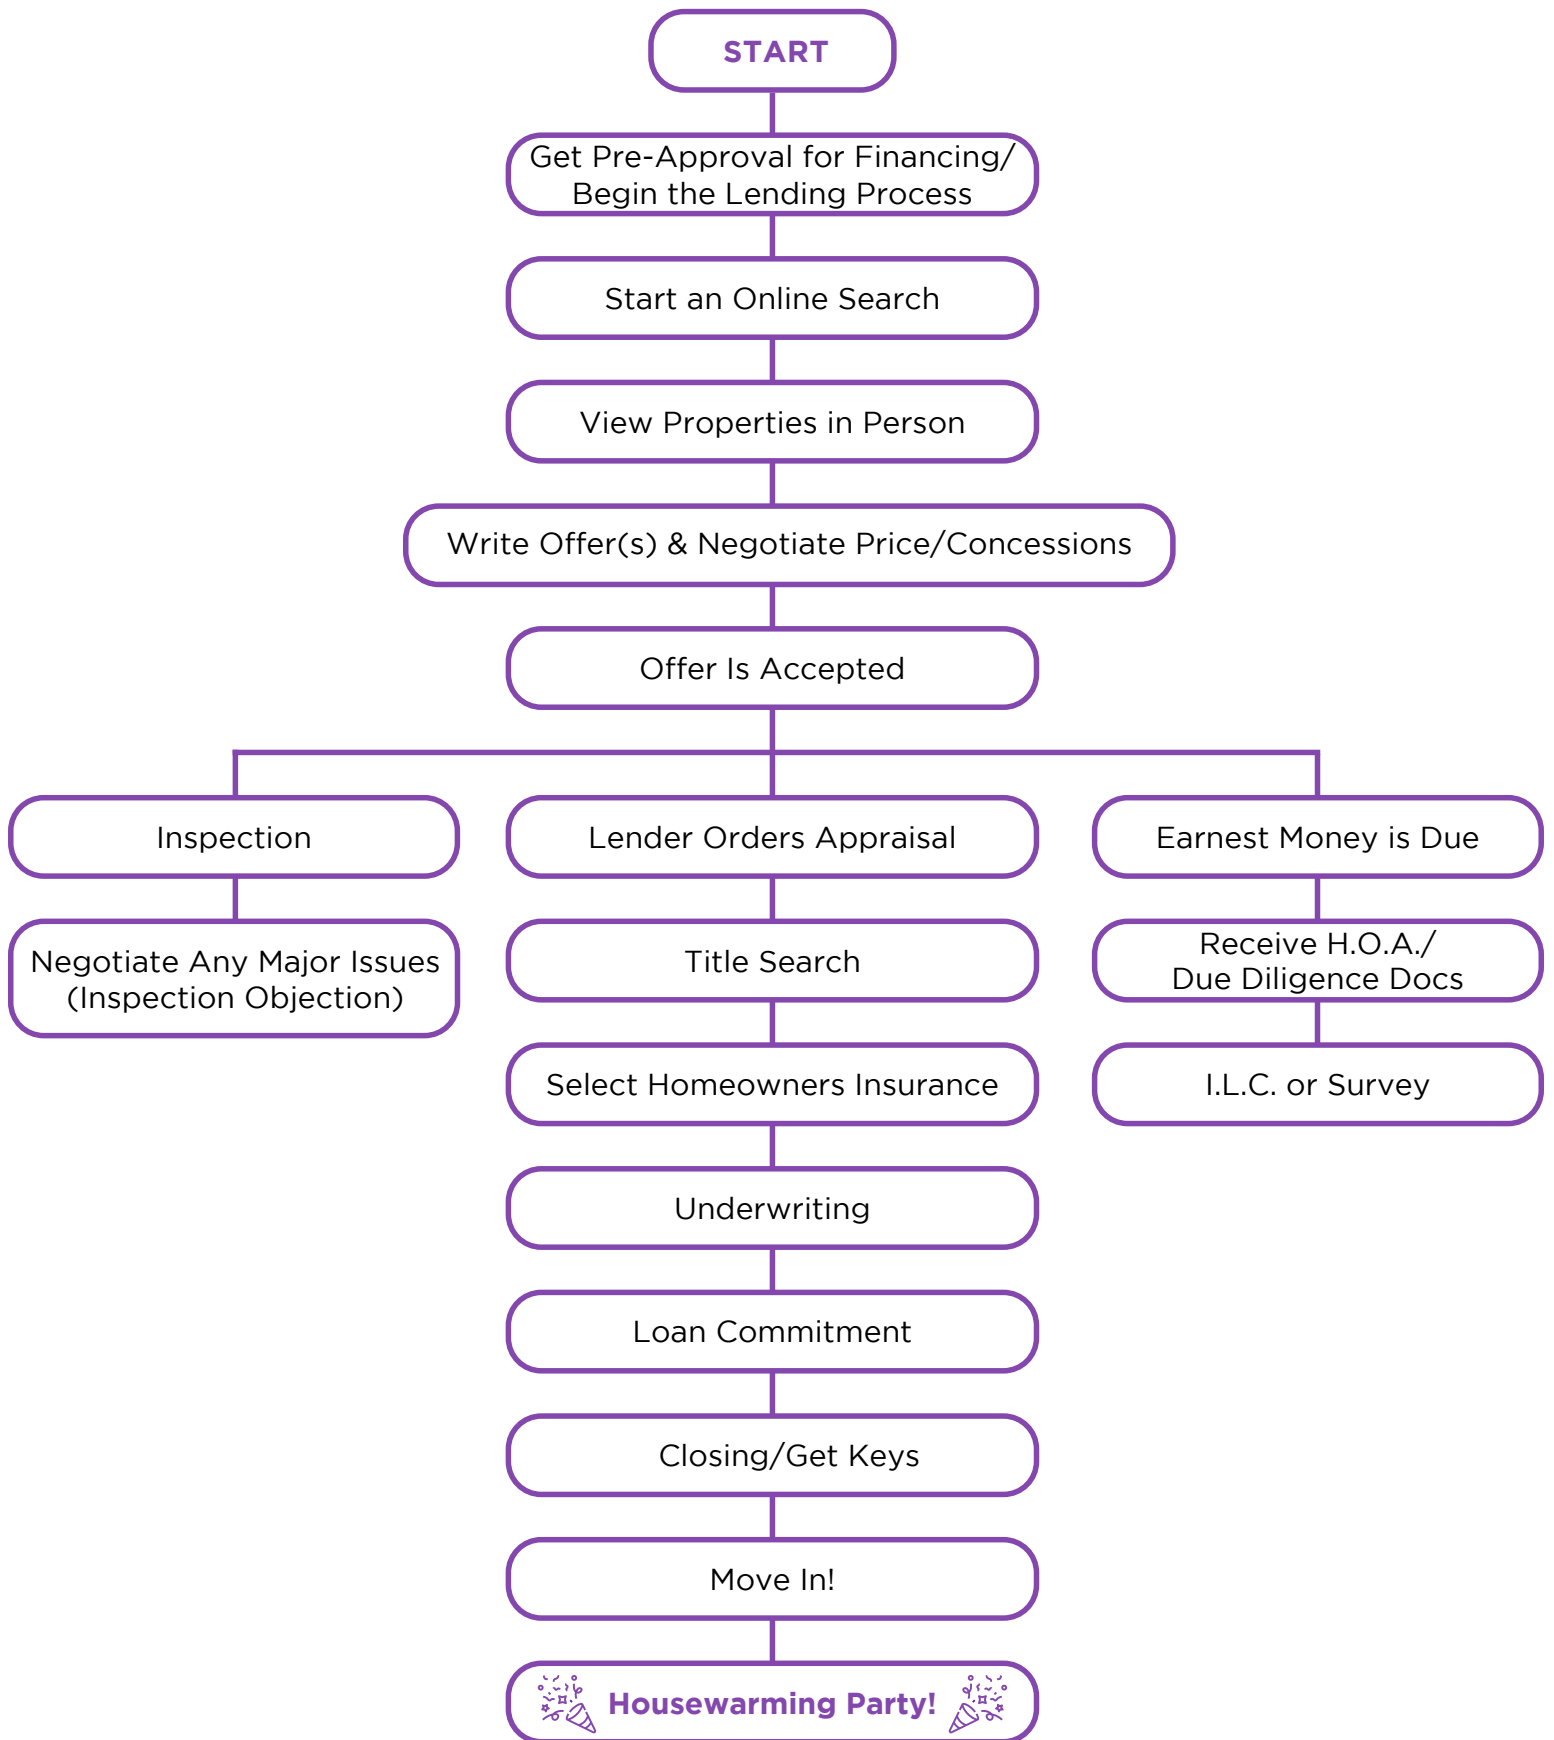 START
Get Pre-Approval for Financing/
Begin the Lending Process
Start an Online Search
View Properties in Person
Write Offer(s) & Negotiate Price/Concessions
Offer Is Accepted
Inspection
Negotiate Any Major Issues
(Inspection Objection)
Lender Orders Appraisal
Title Search
Select Homeowners Insurance
Underwriting
Loan Commitment
Closing/Get Keys
Move In!
Housewarming Party!
Earnest Money is Due
Receive H.O.A./
Due Diligence Docs
I.L.C. or Survey